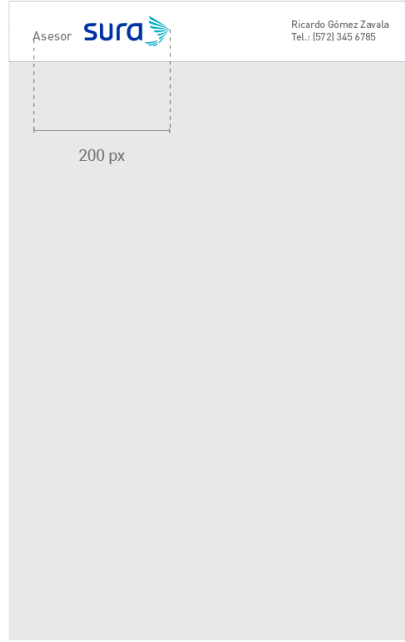 Asesor sura
Ricardo Gómez Zavala
Tel.: (572) 345 6785
200 px